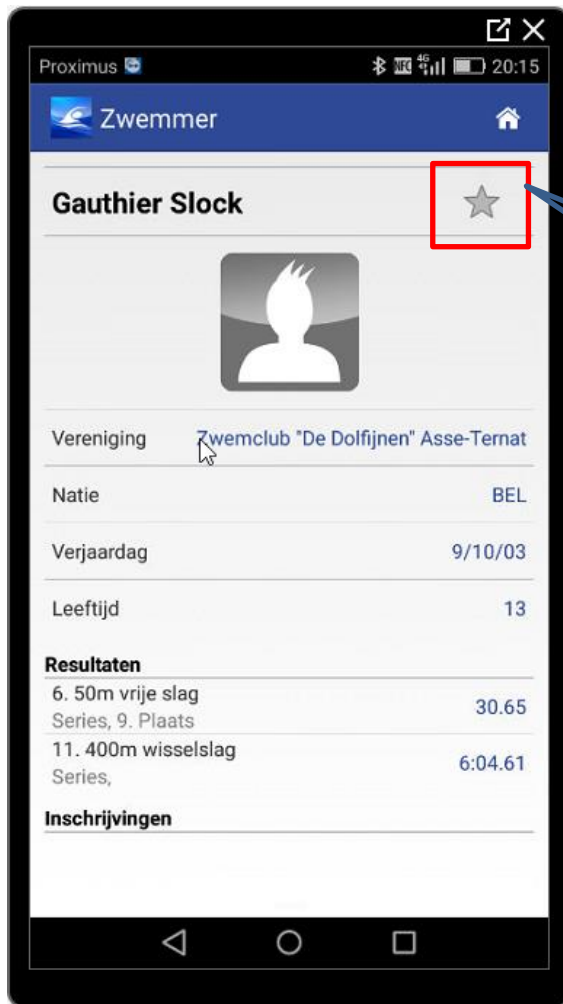 Proximus NFC 4G 20:15
Zwemmer
Gauthier Slock
Vereniging Zwemclub "De Dolfijnen" Asse-Ternat
Natie BEL
Verjaardag 9/10/03
Leeftijd 13
Resultaten
6. 50m vrije slag 30.65
Series, 9. Plaats
11. 400m wisselslag 6:04.61
Series,
Inschrijvingen